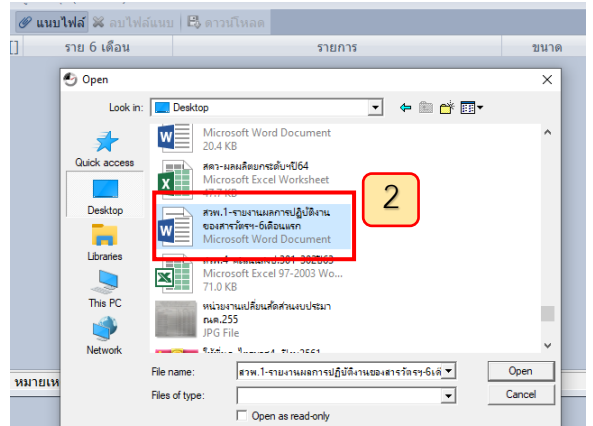 แนบไฟล์ ลบไฟล์แนบ ดาวน์โหลด
[] ราย 6 เดือน รายการ ขนาด
Open
Look in: Desktop
Microsoft Word Document
20.4 KB
Quick access
สตว-ผลผลิตยกระดับฯปี64
Microsoft Excel Worksheet
47.7 KB
Desktop
สวพ.1-รายงานผลการปฏิบัติงาน
ของสารวัตรฯ-6เดือนแรก
Microsoft Word Document
2
Libraries
Microsoft Excel 97-2003 Wo...
71.0 KB
This PC
หน่วยงานเปลี่ยนสัดส่วนงบประมา
ณต.255
JPG File
Network
File name: สวพ.1-รายงานผลการปฏิบัติงานของสารวัตรฯ-6เดื
Open
หมายเห
Files of type:
Cancel
Open as read-only